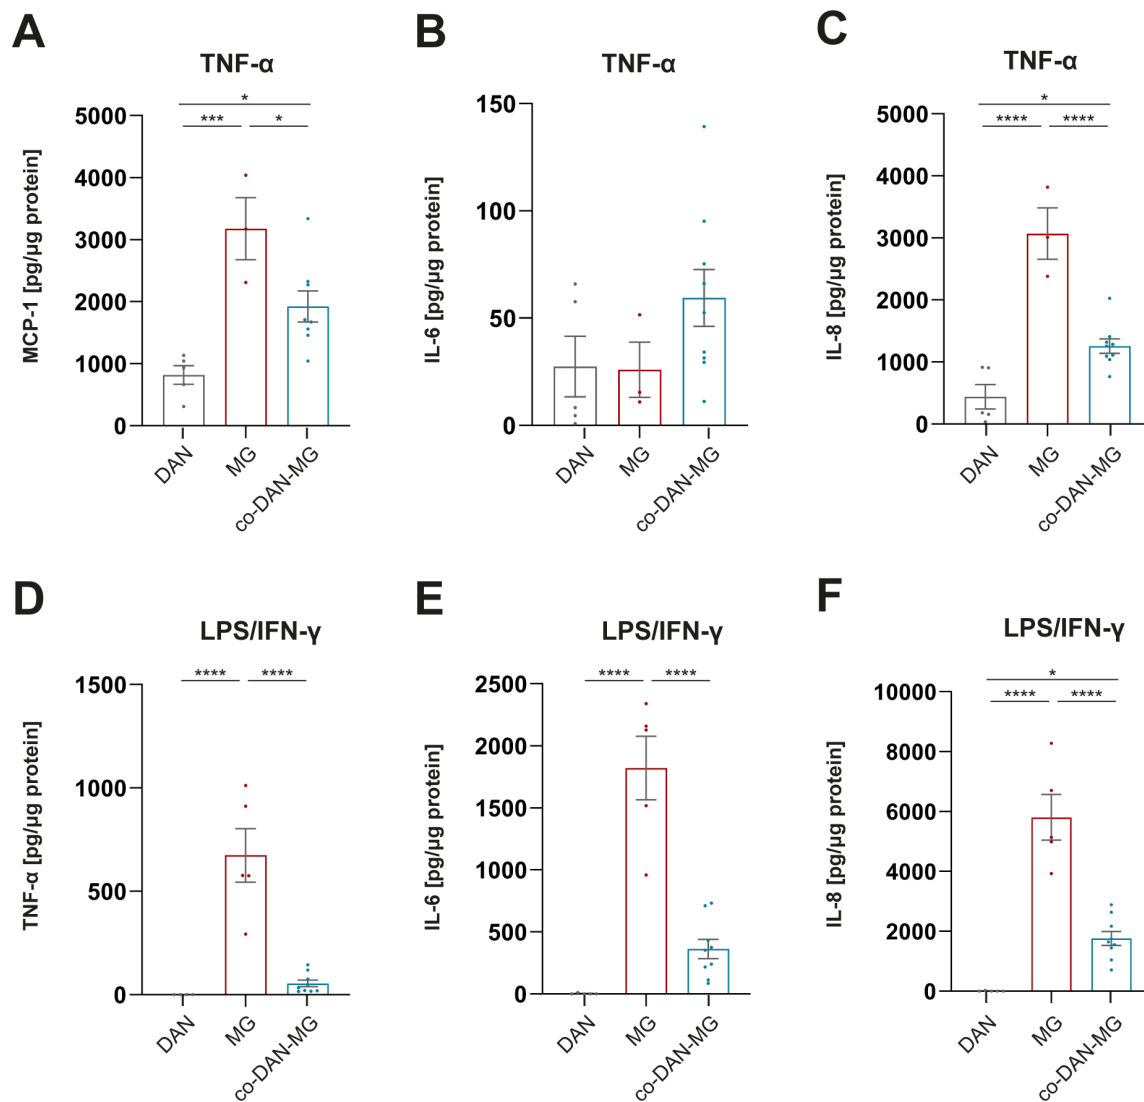 A
TNF-α
*
*** *
MCP-1 [pg/µg protein]
5000
4000
3000
2000
1000
0
DAN
MG
co-DAN-MG
B
TNF-α
IL-6 [pg/µg protein]
150
100
50
0
DAN
MG
co-DAN-MG
C
TNF-α
*
**** ****
IL-8 [pg/µg protein]
5000
4000
3000
2000
1000
0
DAN
MG
co-DAN-MG
D
LPS/IFN-γ
**** ****
TNF-α [pg/µg protein]
1500
1000
500
0
DAN
MG
co-DAN-MG
E
LPS/IFN-γ
**** ****
IL-6 [pg/µg protein]
2500
2000
1500
1000
500
0
DAN
MG
co-DAN-MG
F
LPS/IFN-γ
*
**** ****
IL-8 [pg/µg protein]
10000
8000
6000
4000
2000
0
DAN
MG
co-DAN-MG